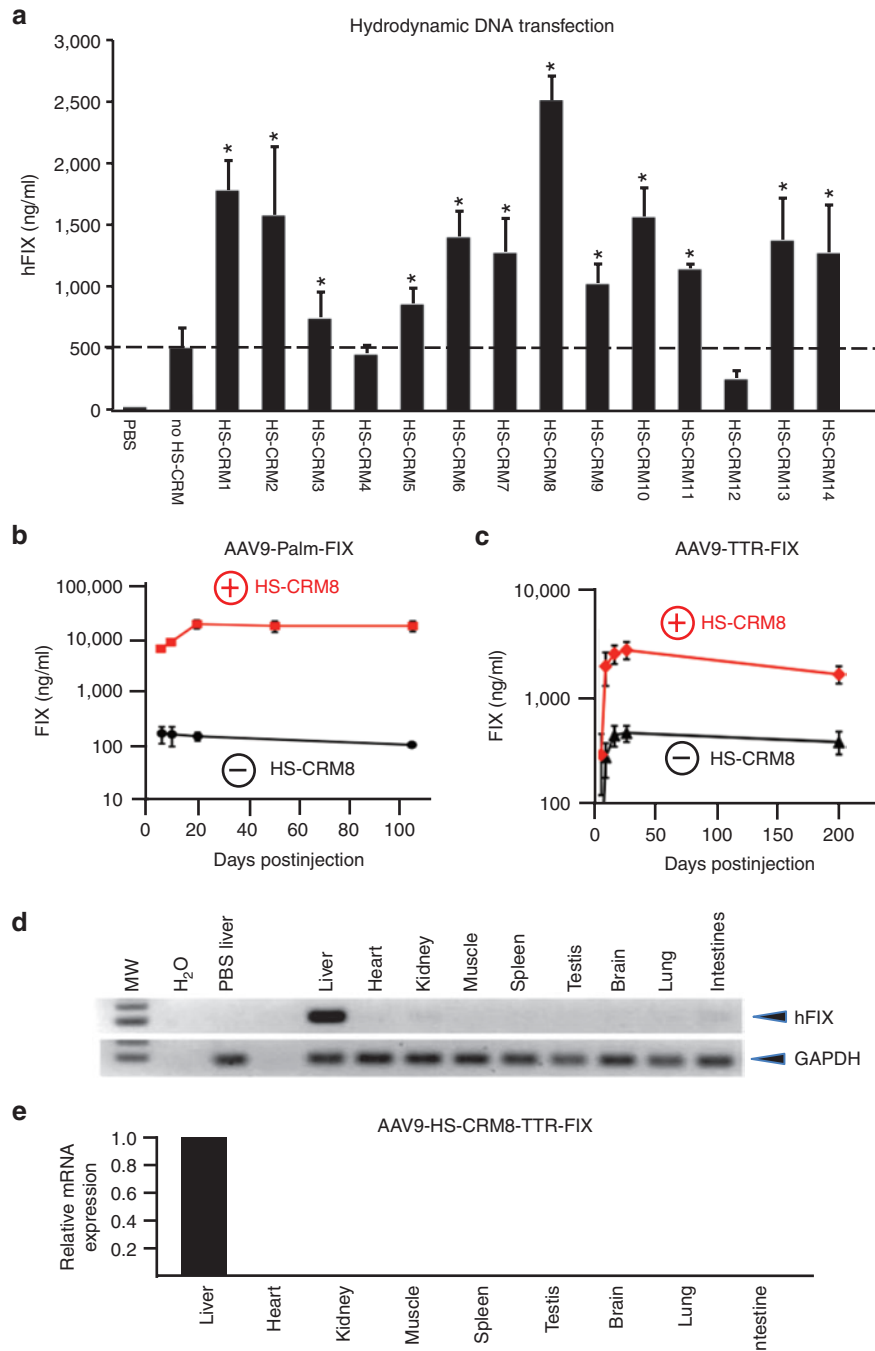 a
Hydrodynamic DNA transfection
hFIX (ng/ml)
3,000
2,500
2,000
1,500
1,000
500
0
* * * * * * * * * * * *
PBS
no HS-CRM
HS-CRM1
HS-CRM2
HS-CRM3
HS-CRM4
HS-CRM5
HS-CRM6
HS-CRM7
HS-CRM8
HS-CRM9
HS-CRM10
HS-CRM11
HS-CRM12
HS-CRM13
HS-CRM14
b
AAV9-Palm-FIX
FIX (ng/ml)
100,000
10,000
1,000
100
10
+ HS-CRM8
− HS-CRM8
0 20 40 60 80 100
Days postinjection
c
AAV9-TTR-FIX
FIX (ng/ml)
10,000
1,000
100
+ HS-CRM8
− HS-CRM8
0 50 100 150 200
Days postinjection
d
MW
H2O
PBS liver
Liver
Heart
Kidney
Muscle
Spleen
Testis
Brain
Lung
Intestines
hFIX
GAPDH
e
AAV9-HS-CRM8-TTR-FIX
Relative mRNA
expression
1.0
0.8
0.6
0.4
0.2
Liver
Heart
Kidney
Muscle
Spleen
Testis
Brain
Lung
ntestine